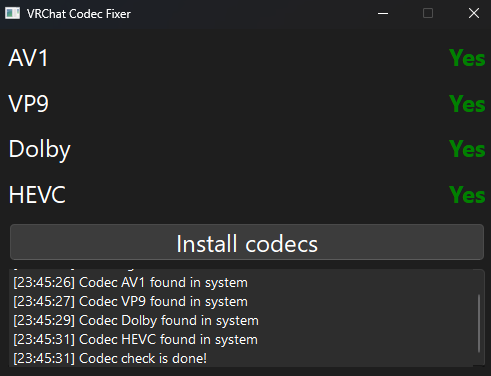 VRChat Codec Fixer
AV1 Yes
VP9 Yes
Dolby Yes
HEVC Yes
Install codecs
[23:45:26] Codec AV1 found in system
[23:45:27] Codec VP9 found in system
[23:45:29] Codec Dolby found in system
[23:45:31] Codec HEVC found in system
[23:45:31] Codec check is done!